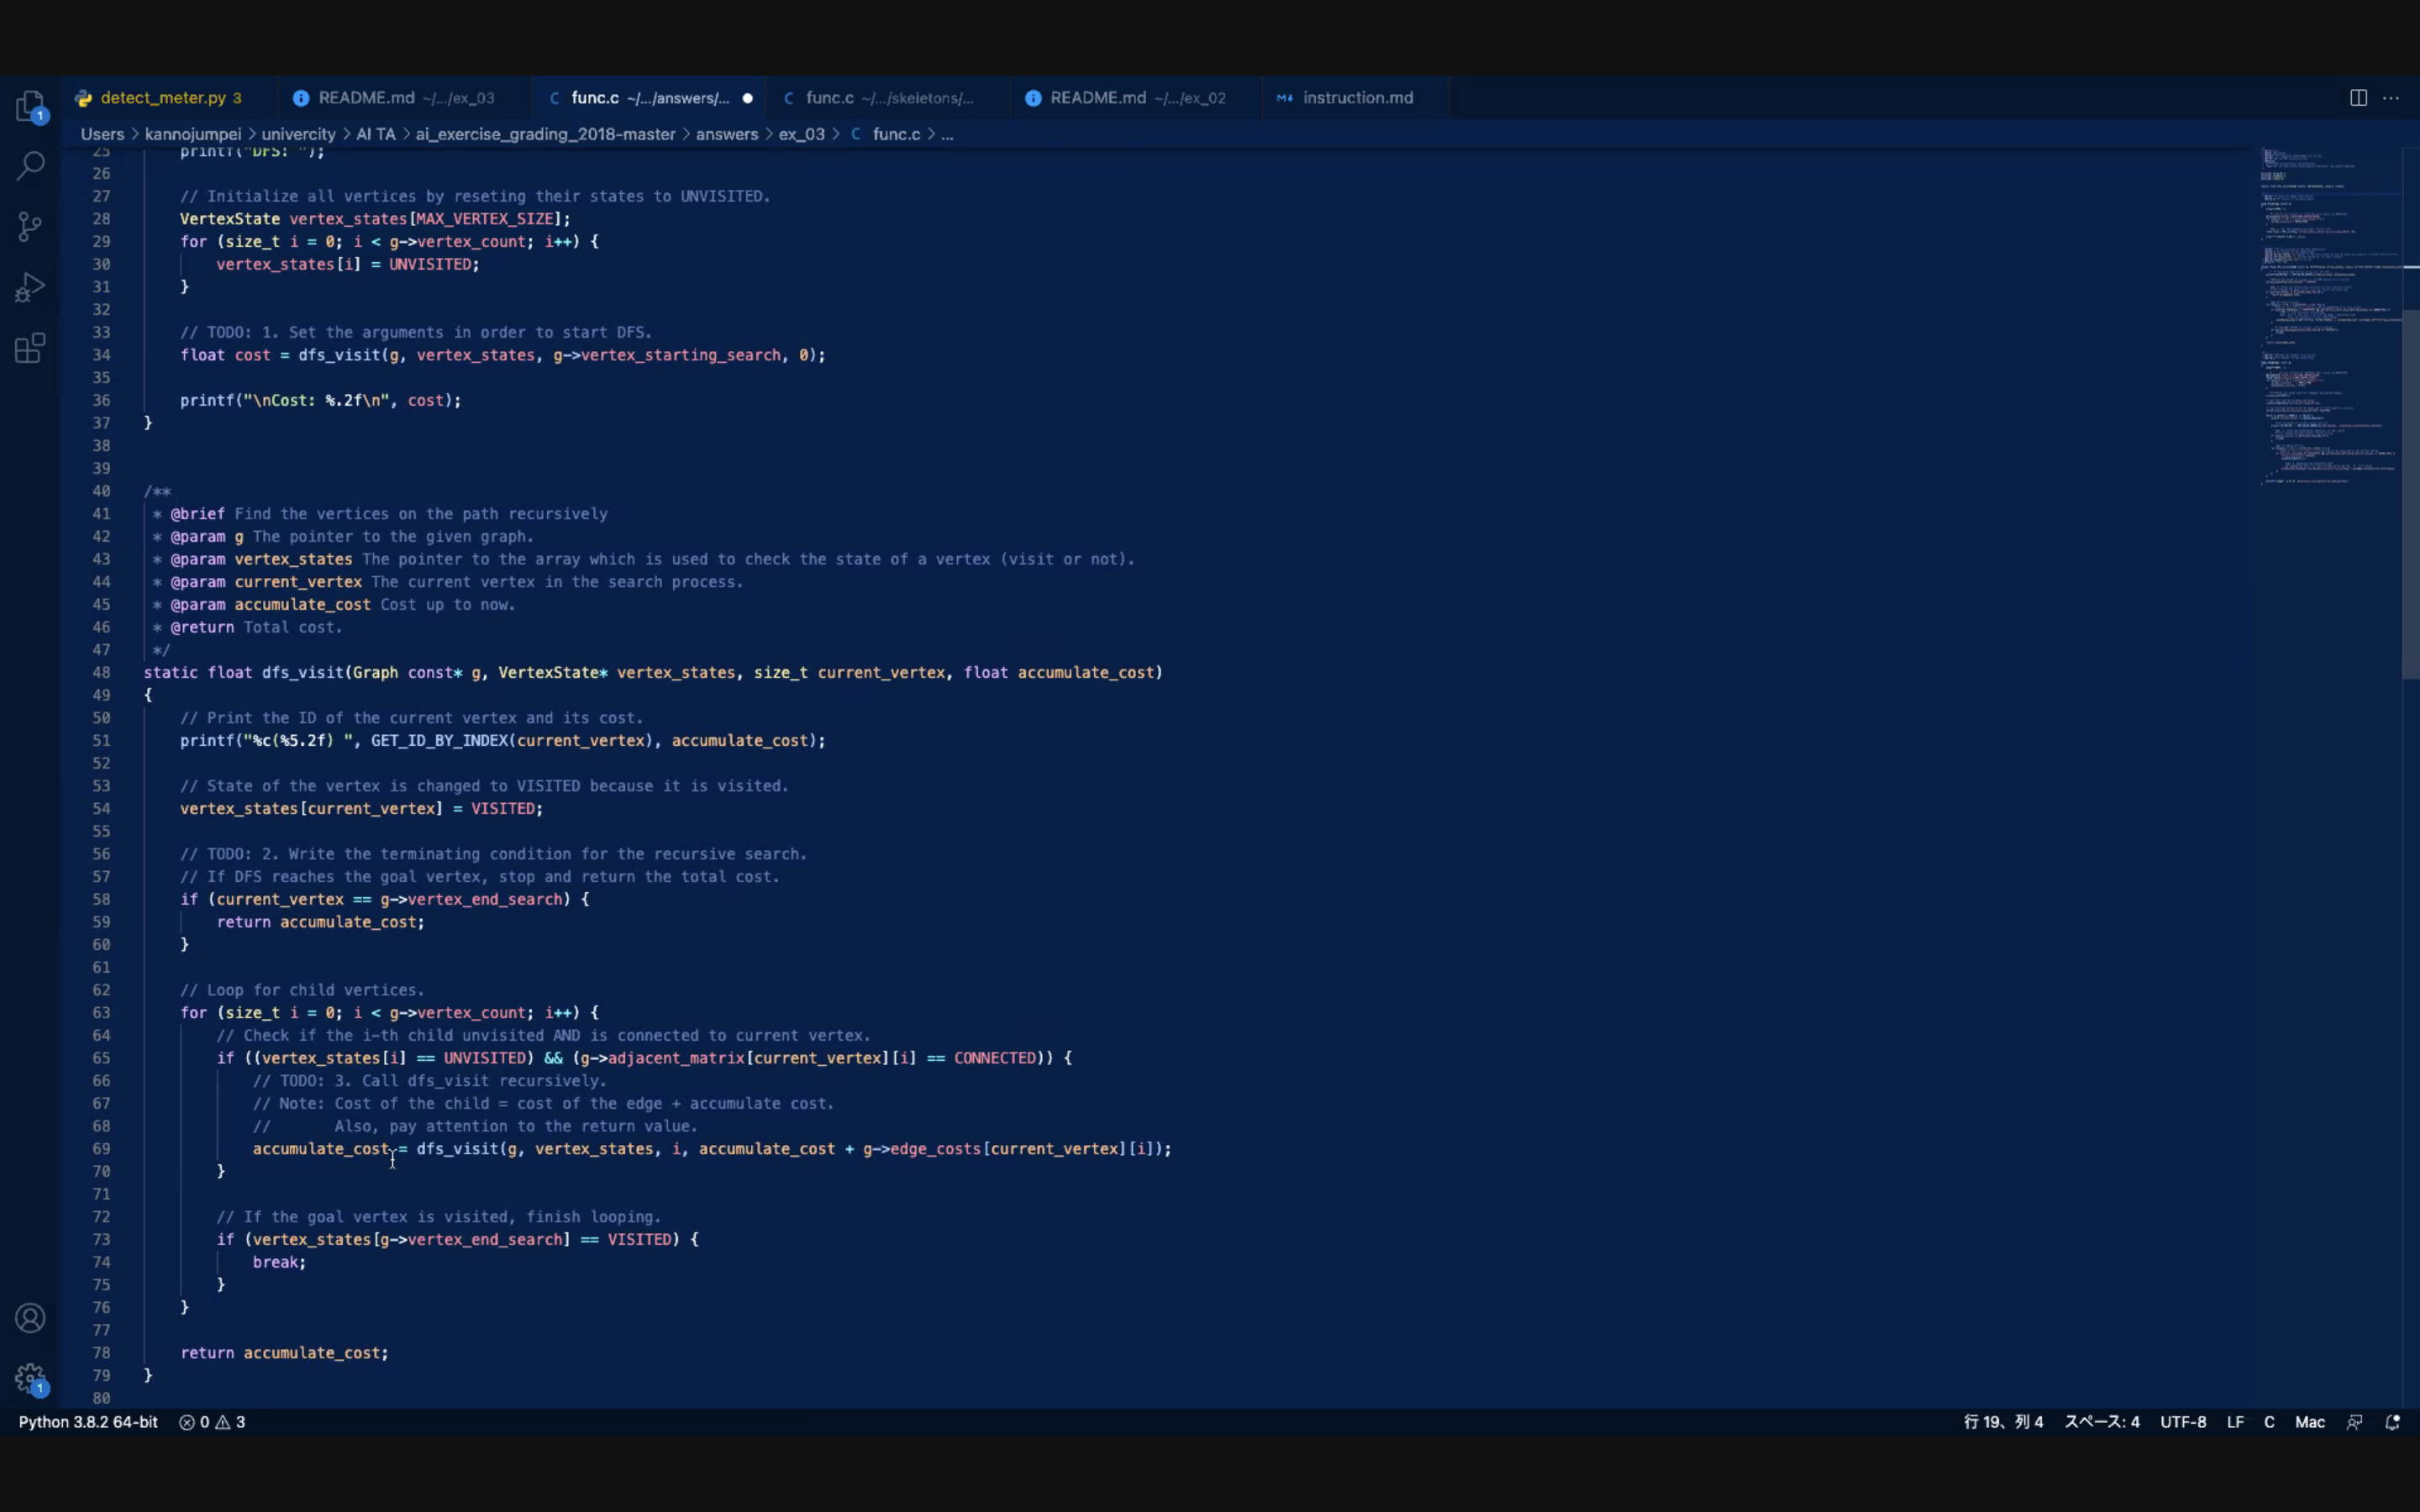 detect_meter.py 3 README.md ~/.../ex_03 C func.c ~/.../answers/... C func.c ~/.../skeletons/... README.md ~/.../ex_02 instruction.md
Users > kannojumpei > univercity > AI TA > ai_exercise_grading_2018-master > answers > ex_03 > C func.c > ...
25 printf("DFS: ");
26
27 // Initialize all vertices by reseting their states to UNVISITED.
28 VertexState vertex_states[MAX_VERTEX_SIZE];
29 for (size_t i = 0; i < g->vertex_count; i++) {
30 vertex_states[i] = UNVISITED;
31 }
32
33 // TODO: 1. Set the arguments in order to start DFS.
34 float cost = dfs_visit(g, vertex_states, g->vertex_starting_search, 0);
35
36 printf("\nCost: %.2f\n", cost);
37 }
38
39
40 /**
41 * @brief Find the vertices on the path recursively
42 * @param g The pointer to the given graph.
43 * @param vertex_states The pointer to the array which is used to check the state of a vertex (visit or not).
44 * @param current_vertex The current vertex in the search process.
45 * @param accumulate_cost Cost up to now.
46 * @return Total cost.
47 */
48 static float dfs_visit(Graph const* g, VertexState* vertex_states, size_t current_vertex, float accumulate_cost)
49 {
50 // Print the ID of the current vertex and its cost.
51 printf("%c(%5.2f) ", GET_ID_BY_INDEX(current_vertex), accumulate_cost);
52
53 // State of the vertex is changed to VISITED because it is visited.
54 vertex_states[current_vertex] = VISITED;
55
56 // TODO: 2. Write the terminating condition for the recursive search.
57 // If DFS reaches the goal vertex, stop and return the total cost.
58 if (current_vertex == g->vertex_end_search) {
59 return accumulate_cost;
60 }
61
62 // Loop for child vertices.
63 for (size_t i = 0; i < g->vertex_count; i++) {
64 // Check if the i-th child unvisited AND is connected to current vertex.
65 if ((vertex_states[i] == UNVISITED) && (g->adjacent_matrix[current_vertex][i] == CONNECTED)) {
66 // TODO: 3. Call dfs_visit recursively.
67 // Note: Cost of the child = cost of the edge + accumulate cost.
68 // Also, pay attention to the return value.
69 accumulate_cost = dfs_visit(g, vertex_states, i, accumulate_cost + g->edge_costs[current_vertex][i]);
70 }
71
72 // If the goal vertex is visited, finish looping.
73 if (vertex_states[g->vertex_end_search] == VISITED) {
74 break;
75 }
76 }
77
78 return accumulate_cost;
79 }
80
Python 3.8.2 64-bit 0 3 行 19、列 4 スペース: 4 UTF-8 LF C Mac